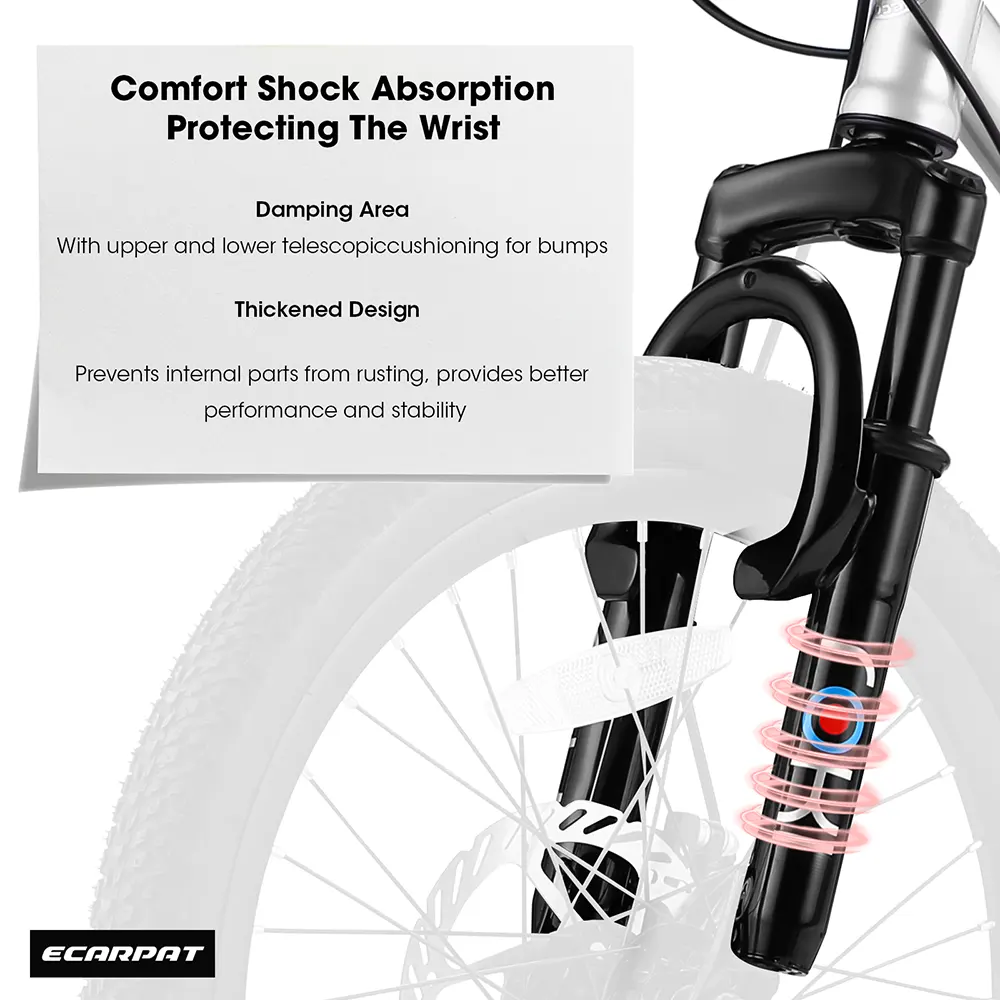 Comfort Shock Absorption
Protecting The Wrist
Damping Area
With upper and lower telescopiccushioning for bumps
Thickened Design
Prevents internal parts from rusting, provides better
performance and stability
ECARPAT